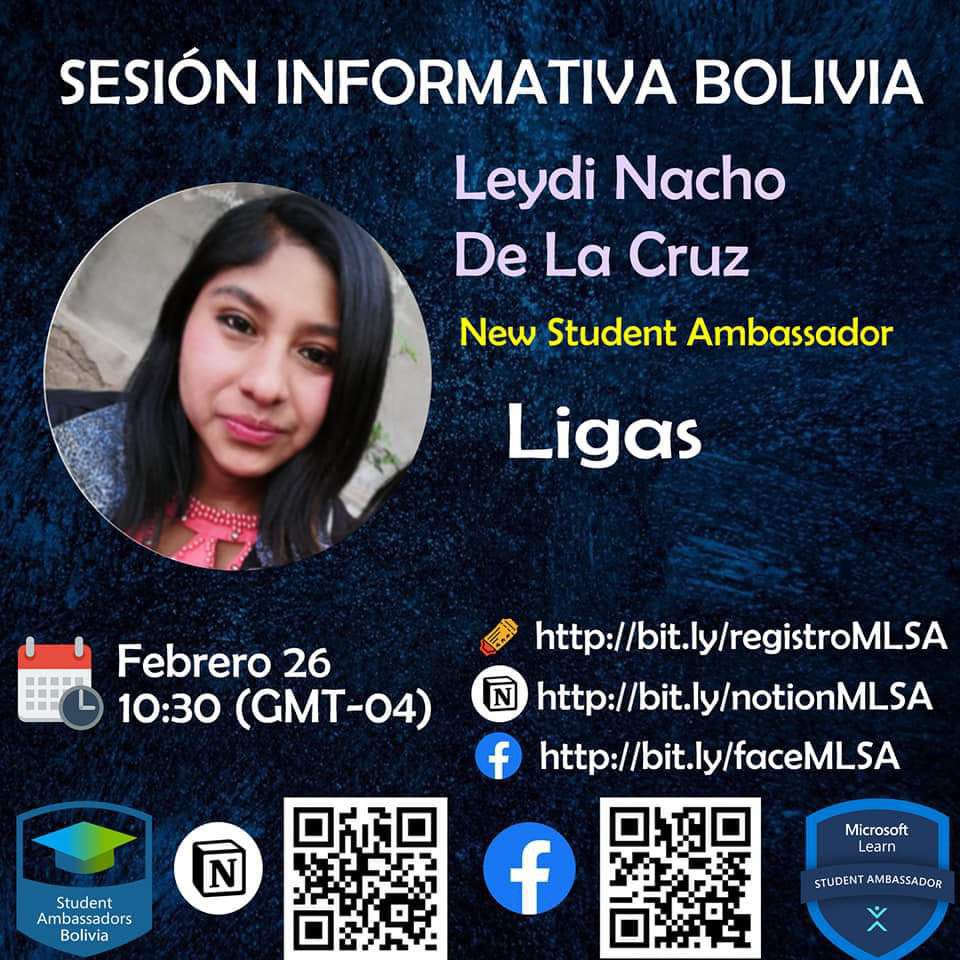 SESIÓN INFORMATIVA BOLIVIA
Leydi Nacho
De La Cruz
New Student Ambassador
Ligas
Febrero 26
10:30 (GMT-04)
http://bit.ly/registroMLSA
N
http://bit.ly/notionMLSA
f
http://bit.ly/faceMLSA
Student
Ambassadors
Bolivia
N
f
Microsoft
Learn
STUDENT AMBASSADOR